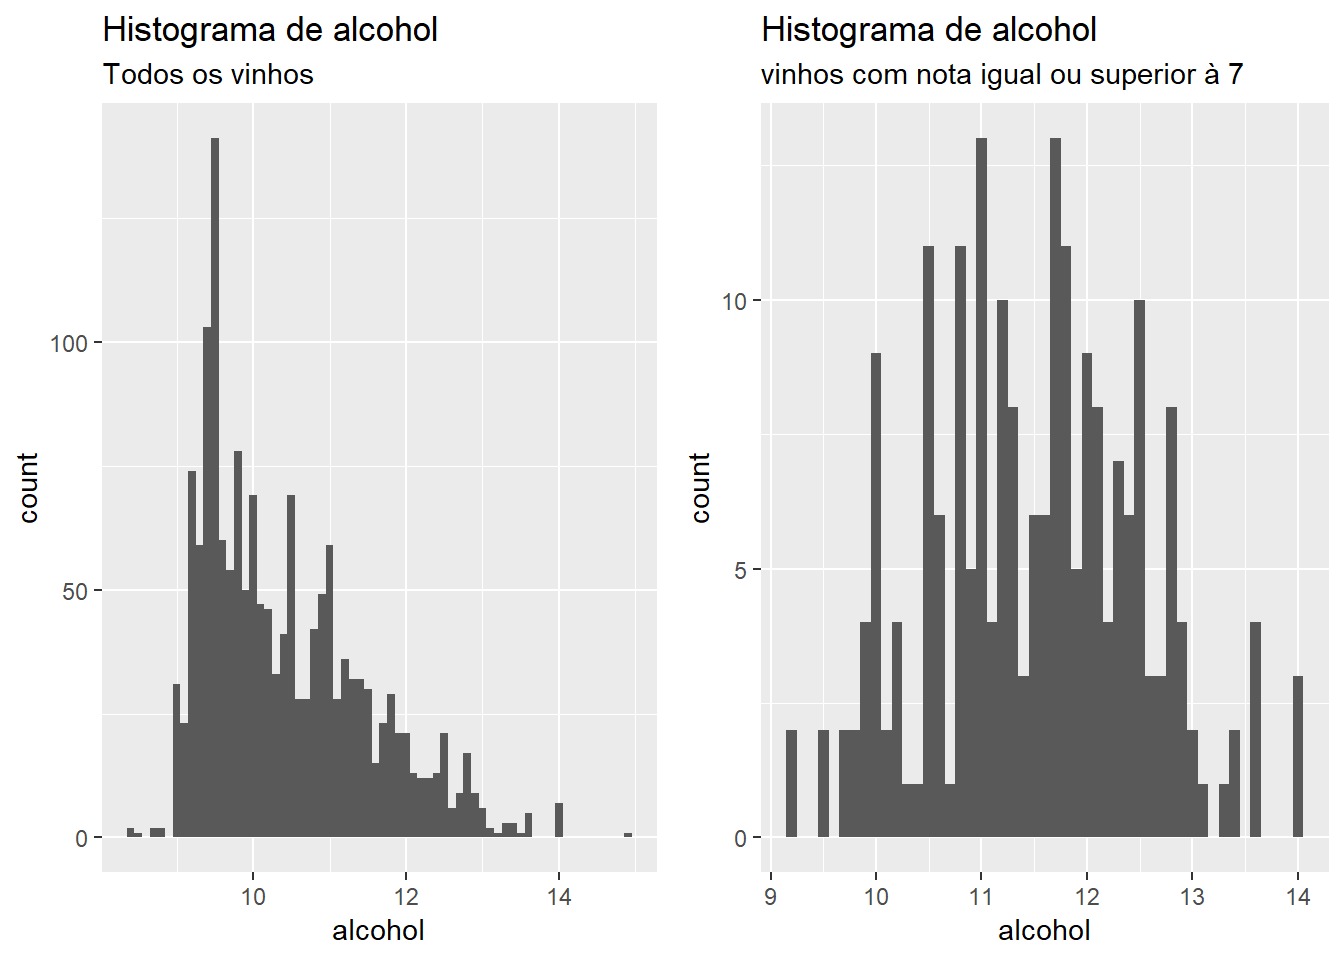 Histograma de alcohol
Todos os vinhos
count
100
50
0
10 12 14
alcohol
Histograma de alcohol
vinhos com nota igual ou superior à 7
count
10
5
0
9 10 11 12 13 14
alcohol